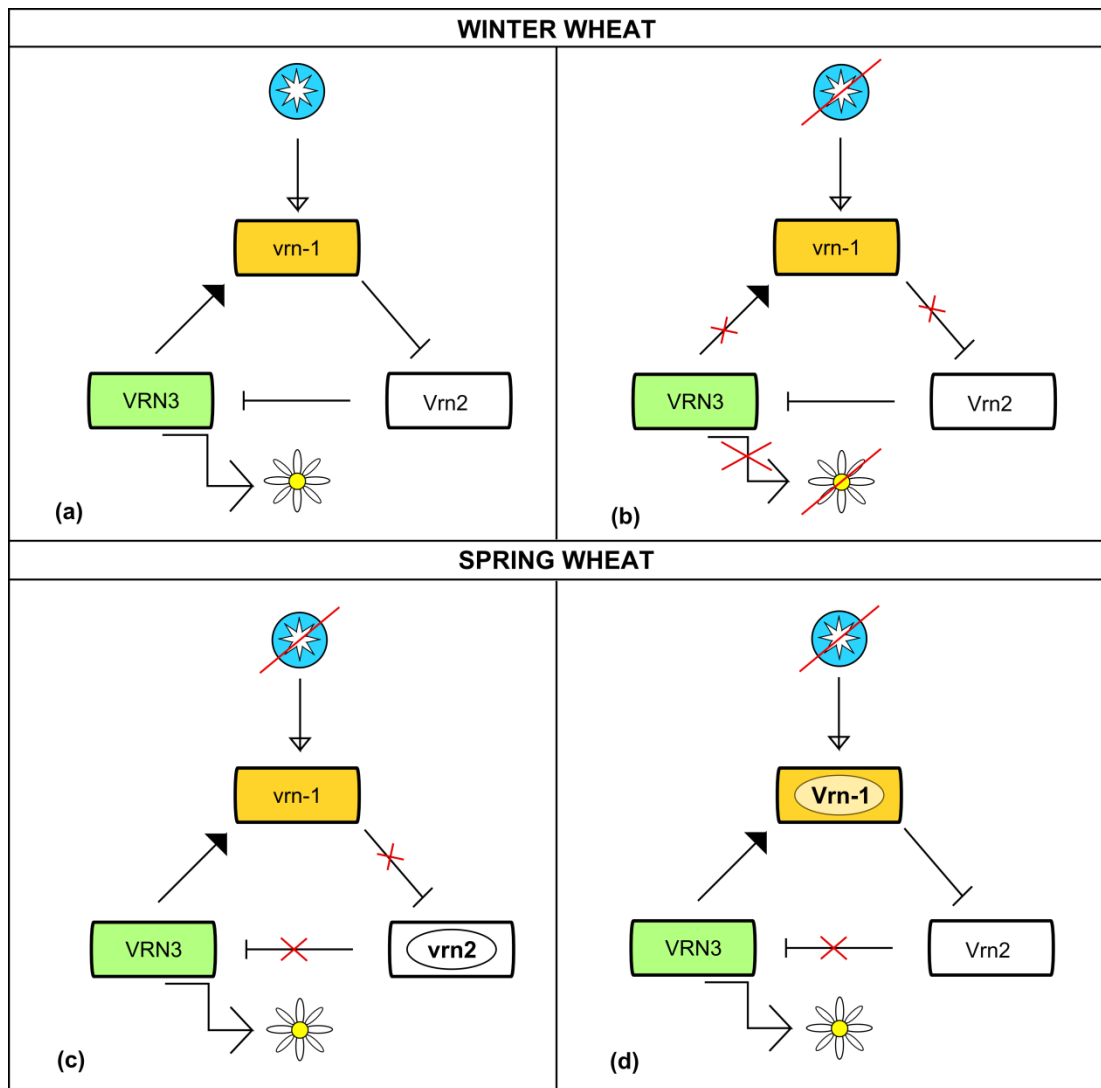 WINTER WHEAT
vrn-1
VRN3
Vrn2
(a)
vrn-1
VRN3
Vrn2
(b)
SPRING WHEAT
vrn-1
VRN3
vrn2
(c)
Vrn-1
VRN3
Vrn2
(d)